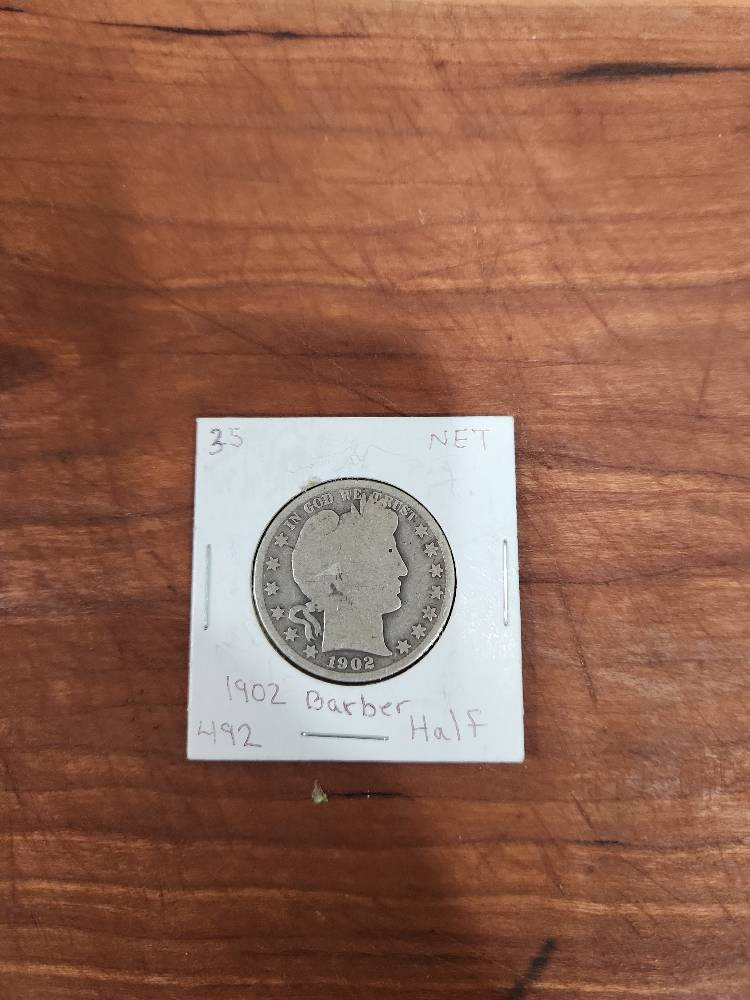 35 NET
IN GOD WE TRUST
1902
1902 Barber
492 Half